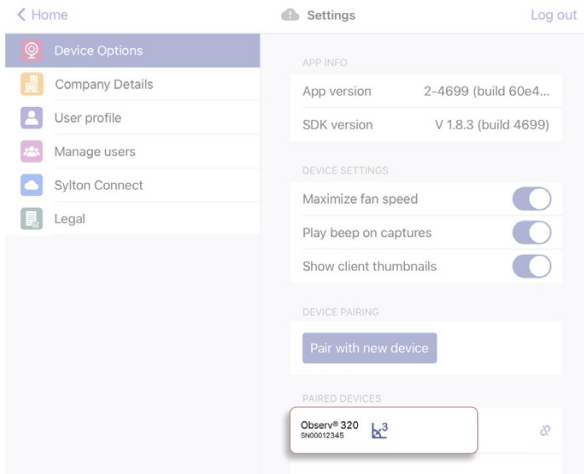 Home
Settings
Log out
Device Options
Company Details
User profile
Manage users
Sylton Connect
Legal
APP INFO
App version 2-4699 (build 60e4...
SDK version V 1.8.3 (build 4699)
DEVICE SETTINGS
Maximize fan speed
Play beep on captures
Show client thumbnails
DEVICE PAIRING
Pair with new device
PAIRED DEVICES
Observ® 320
SN00012345
x³